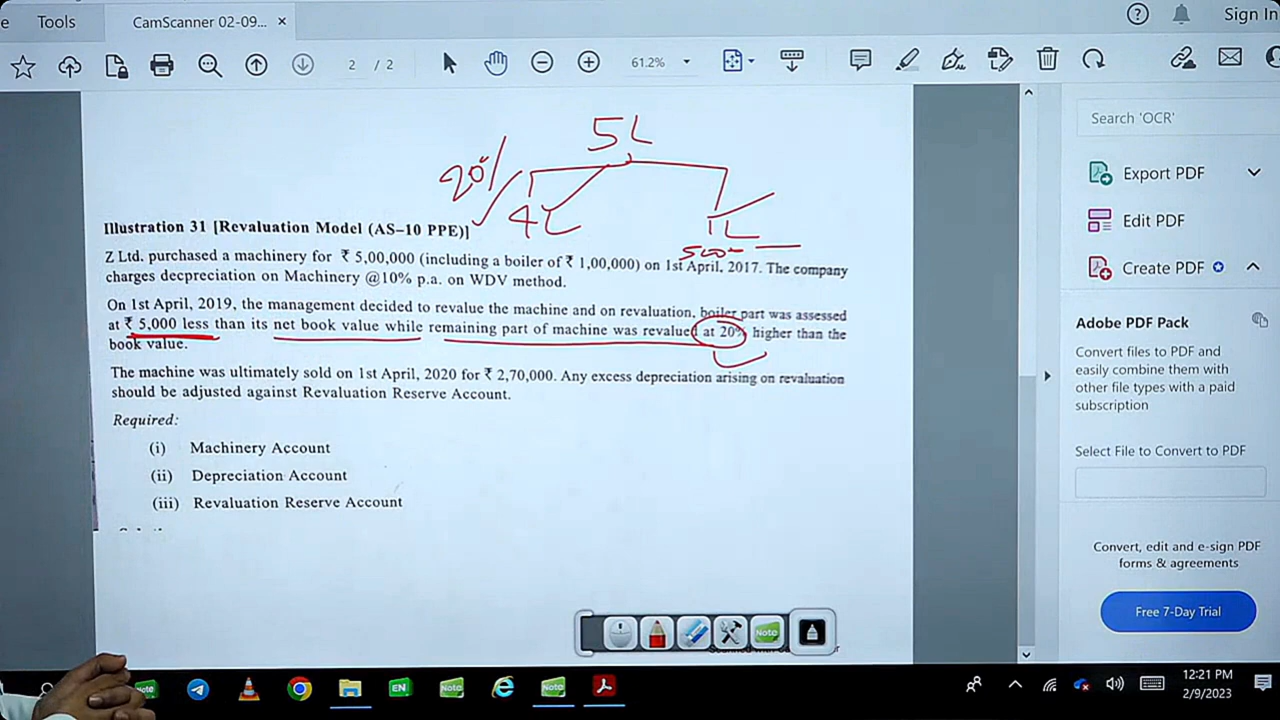 Tools
CamScanner 02-09... ×
Sign In
2 / 2
61.2%
5L
20%
4L
1L
5000
Illustration 31 [Revaluation Model (AS–10 PPE)]
Z Ltd. purchased a machinery for ₹ 5,00,000 (including a boiler of ₹ 1,00,000) on 1st April, 2017. The company
charges decpreciation on Machinery @10% p.a. on WDV method.
On 1st April, 2019, the management decided to revalue the machine and on revaluation, boiler part was assessed
at ₹ 5,000 less than its net book value while remaining part of machine was revalued at 20% higher than the
book value.
The machine was ultimately sold on 1st April, 2020 for ₹ 2,70,000. Any excess depreciation arising on revaluation
should be adjusted against Revaluation Reserve Account.
Required:
(i) Machinery Account
(ii) Depreciation Account
(iii) Revaluation Reserve Account
Search 'OCR'
Export PDF
Edit PDF
Create PDF
Adobe PDF Pack
Convert files to PDF and
easily combine them with
other file types with a paid
subscription
Select File to Convert to PDF
Convert, edit and e-sign PDF
forms & agreements
Free 7-Day Trial
Note
Note
EN
Note
Note
12:21 PM
2/9/2023